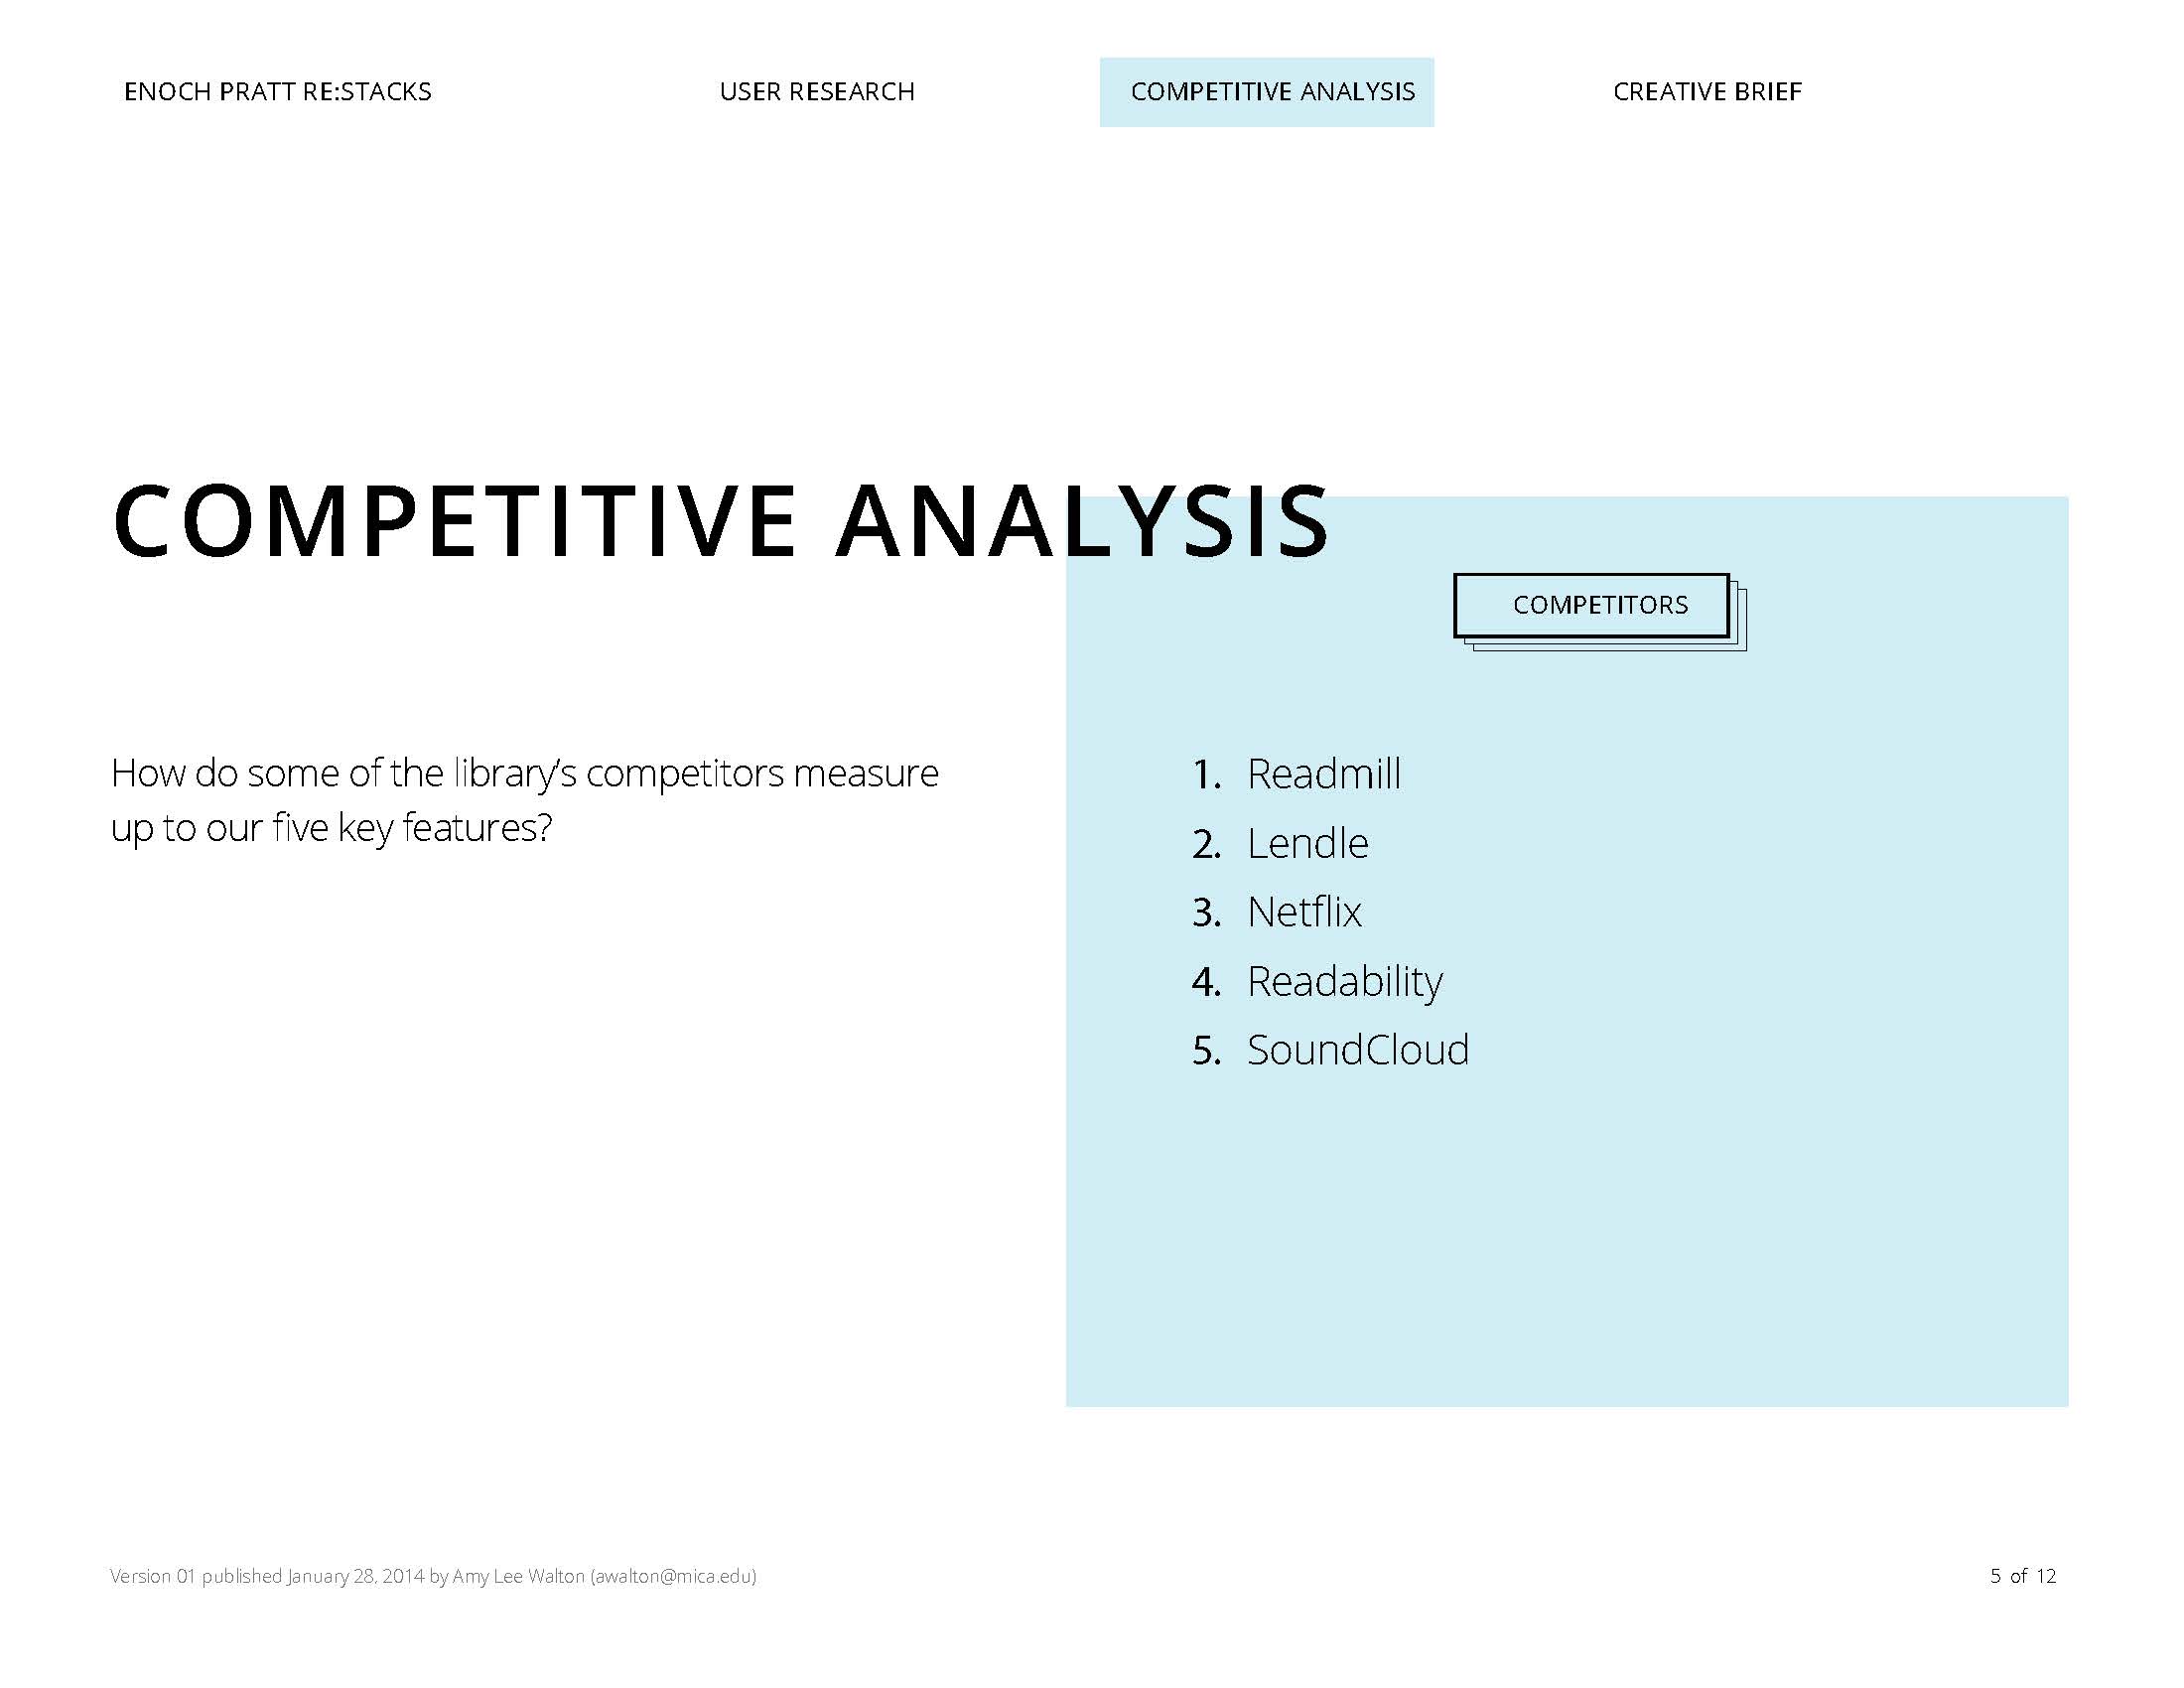 ENOCH PRATT RE:STACKS
USER RESEARCH
COMPETITIVE ANALYSIS
CREATIVE BRIEF
COMPETITIVE ANALYSIS
How do some of the library's competitors measure
up to our five key features?
COMPETITORS
1. Readmill
2. Lendle
3. Netflix
4. Readability
5. SoundCloud
Version 01 published January 28, 2014 by Amy Lee Walton (awalton@mica.edu)
5 of 12